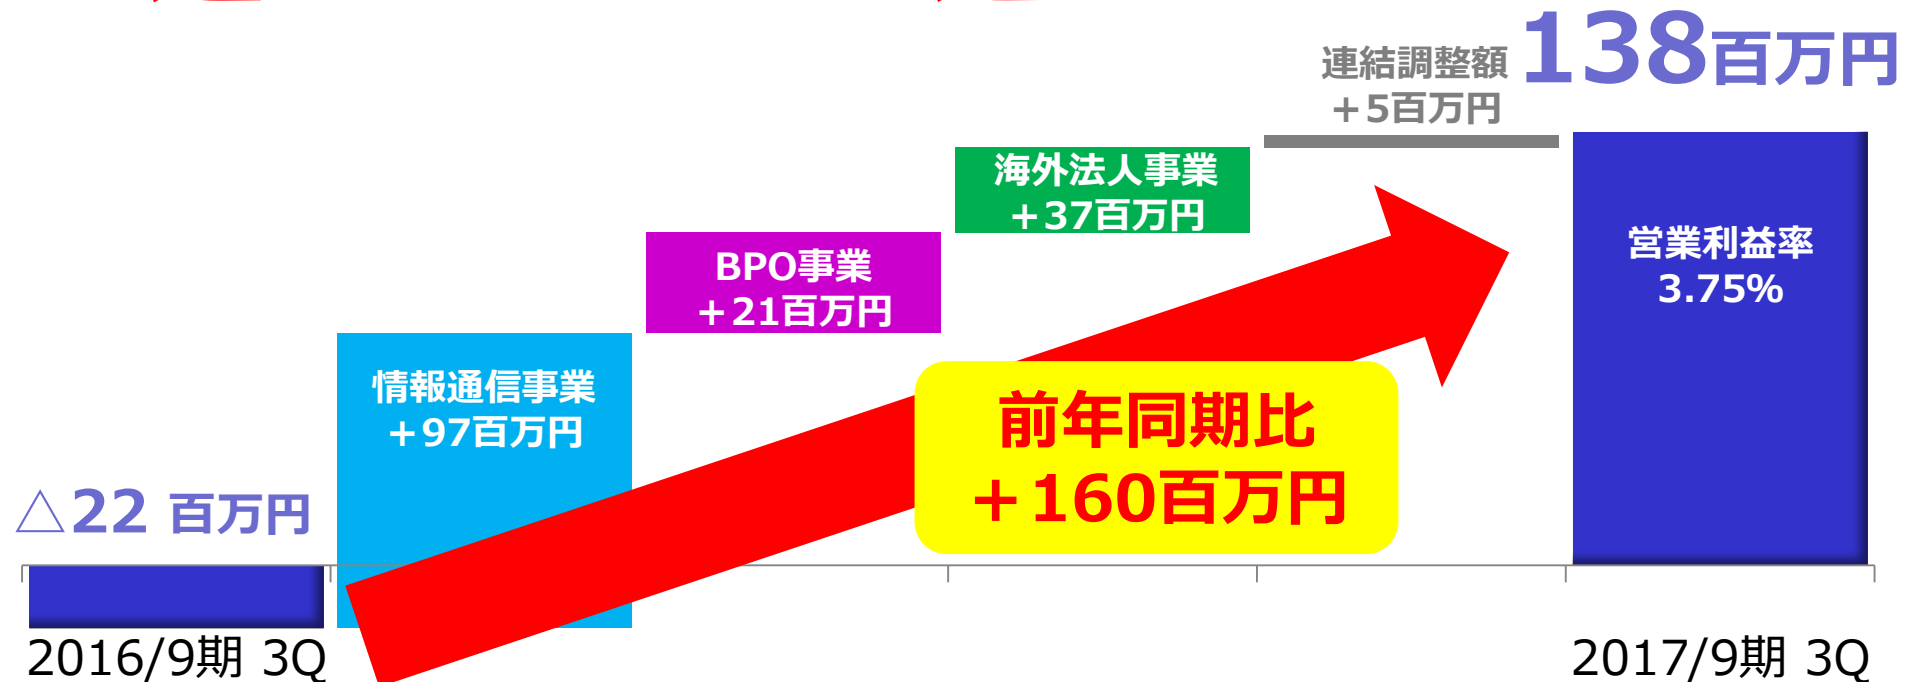 連結調整額
+5百万円
138百万円
海外法人事業
+37百万円
営業利益率
3.75%
BPO事業
+21百万円
情報通信事業
+97百万円
前年同期比
+160百万円
△22 百万円
2016/9期 3Q
2017/9期 3Q